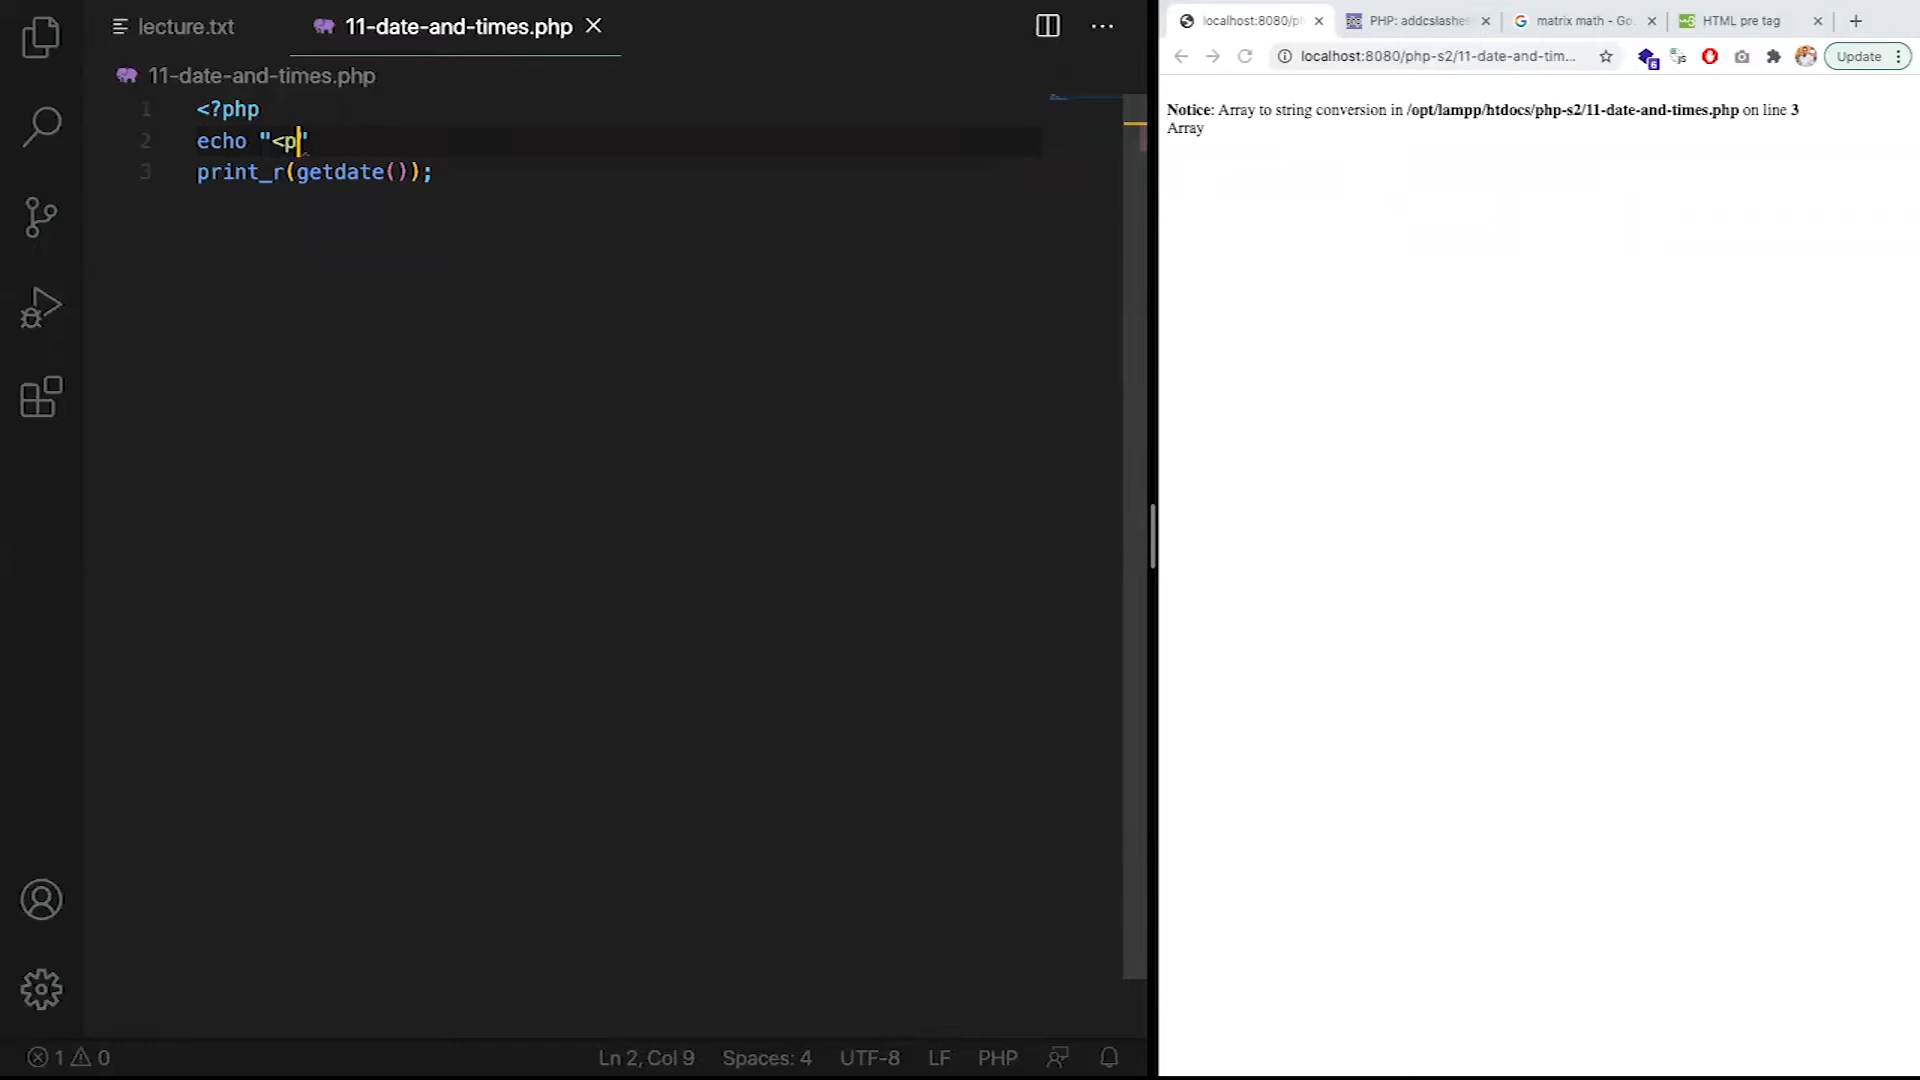 lecture.txt
11-date-and-times.php
11-date-and-times.php
1 <?php
2 echo "<p"
3 print_r(getdate());
1 0
Ln 2, Col 9 Spaces: 4 UTF-8 LF PHP
localhost:8080/ph PHP: addcslashes matrix math - Go HTML pre tag
localhost:8080/php-s2/11-date-and-tim... 6 Update
Notice: Array to string conversion in /opt/lampp/htdocs/php-s2/11-date-and-times.php on line 3
Array